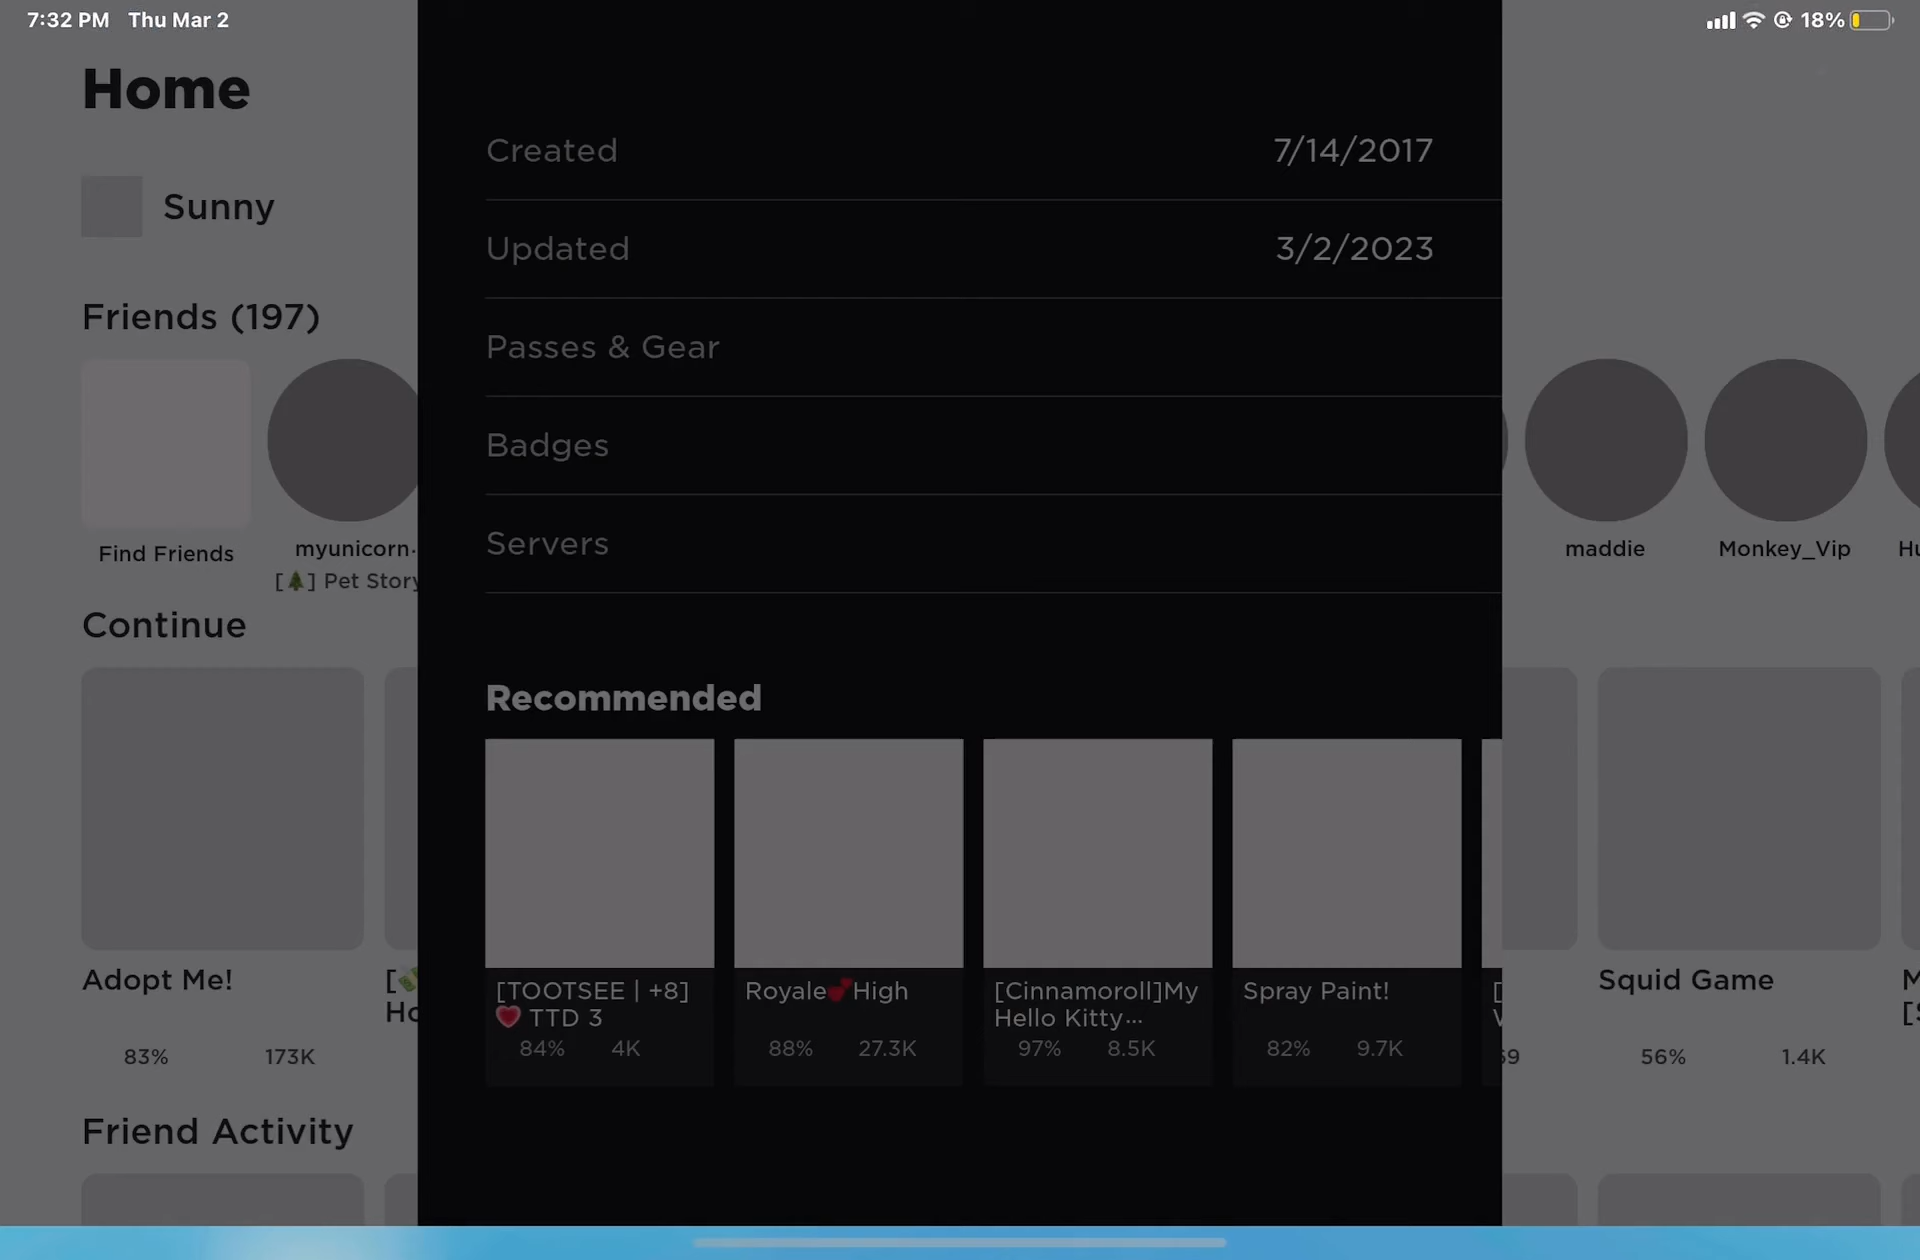 7:32 PM Thu Mar 2
18%
Home
Sunny
Friends (197)
Find Friends
myunicorn...
[🌲] Pet Story
maddie
Monkey_Vip
Continue
Adopt Me!
83% 173K
Squid Game
56% 1.4K
Friend Activity
Created 7/14/2017
Updated 3/2/2023
Passes & Gear
Badges
Servers
Recommended
[TOOTSEE | +8]
💗 TTD 3
84% 4K
Royale💕High
88% 27.3K
[Cinnamoroll]My
Hello Kitty...
97% 8.5K
Spray Paint!
82% 9.7K